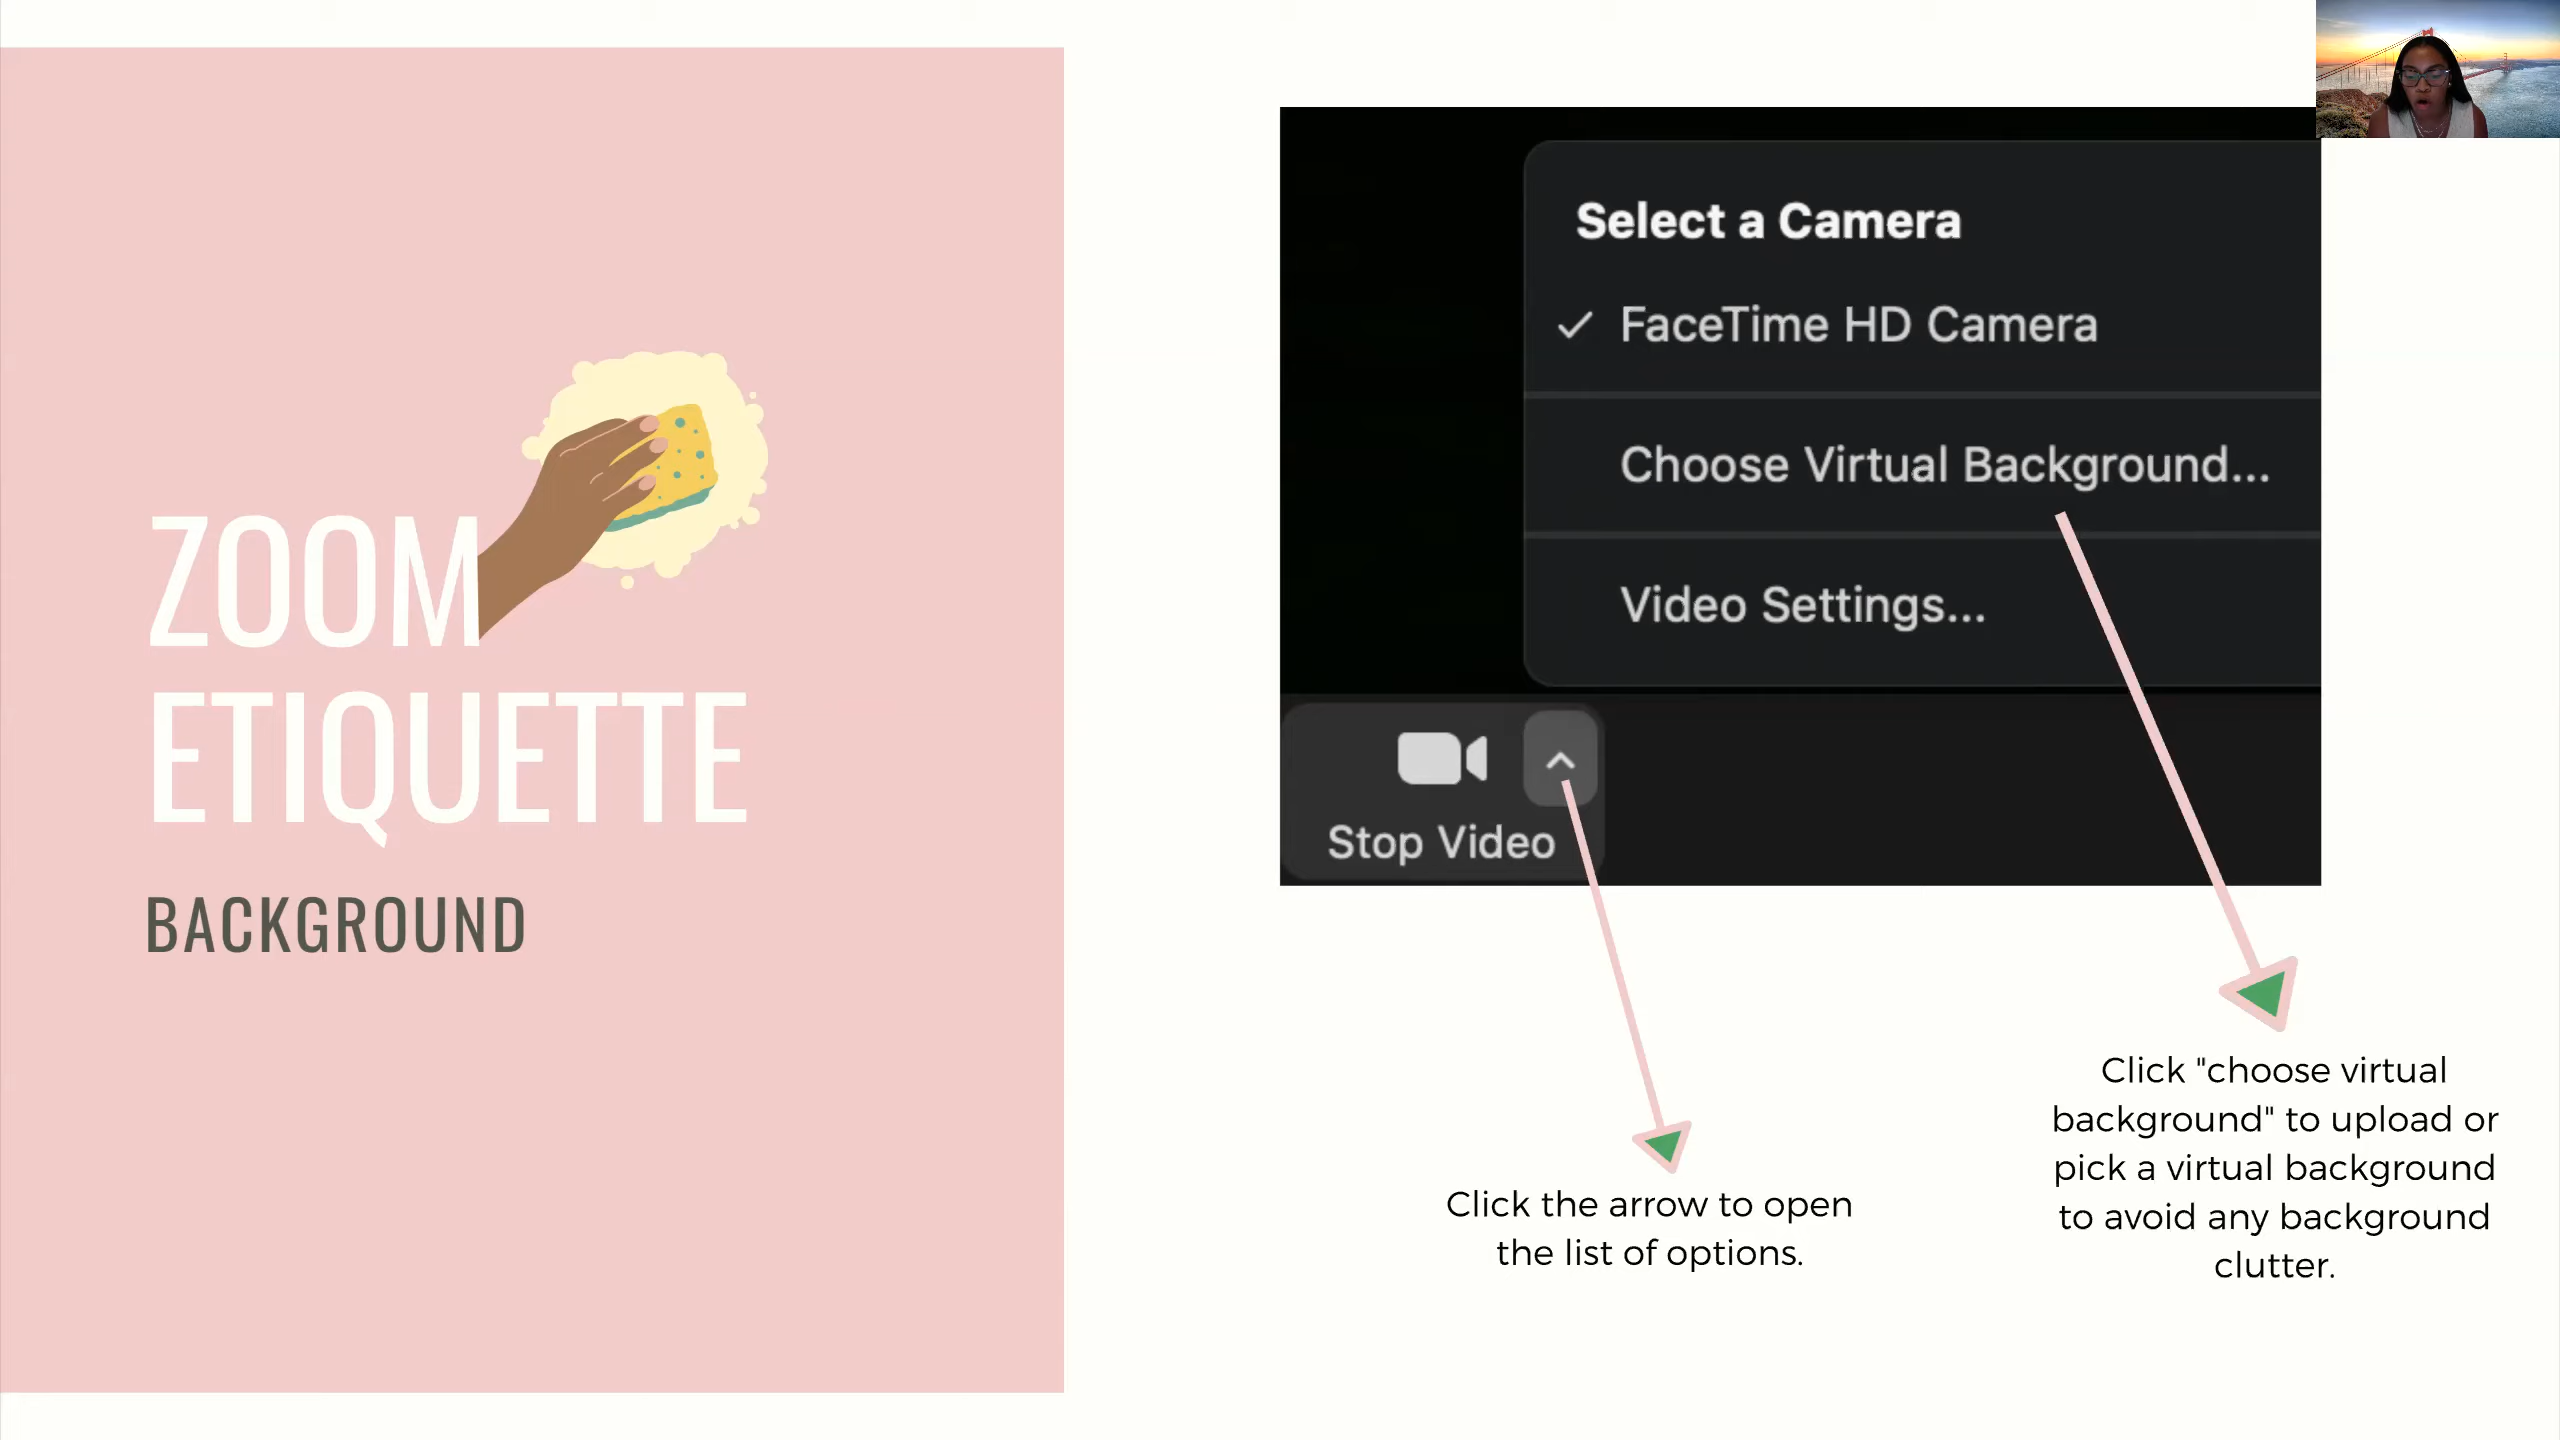 ZOOM
ETIQUETTE
BACKGROUND
Select a Camera
FaceTime HD Camera
Choose Virtual Background...
Video Settings...
Stop Video
Click the arrow to open
the list of options.
Click "choose virtual
background" to upload or
pick a virtual background
to avoid any background
clutter.